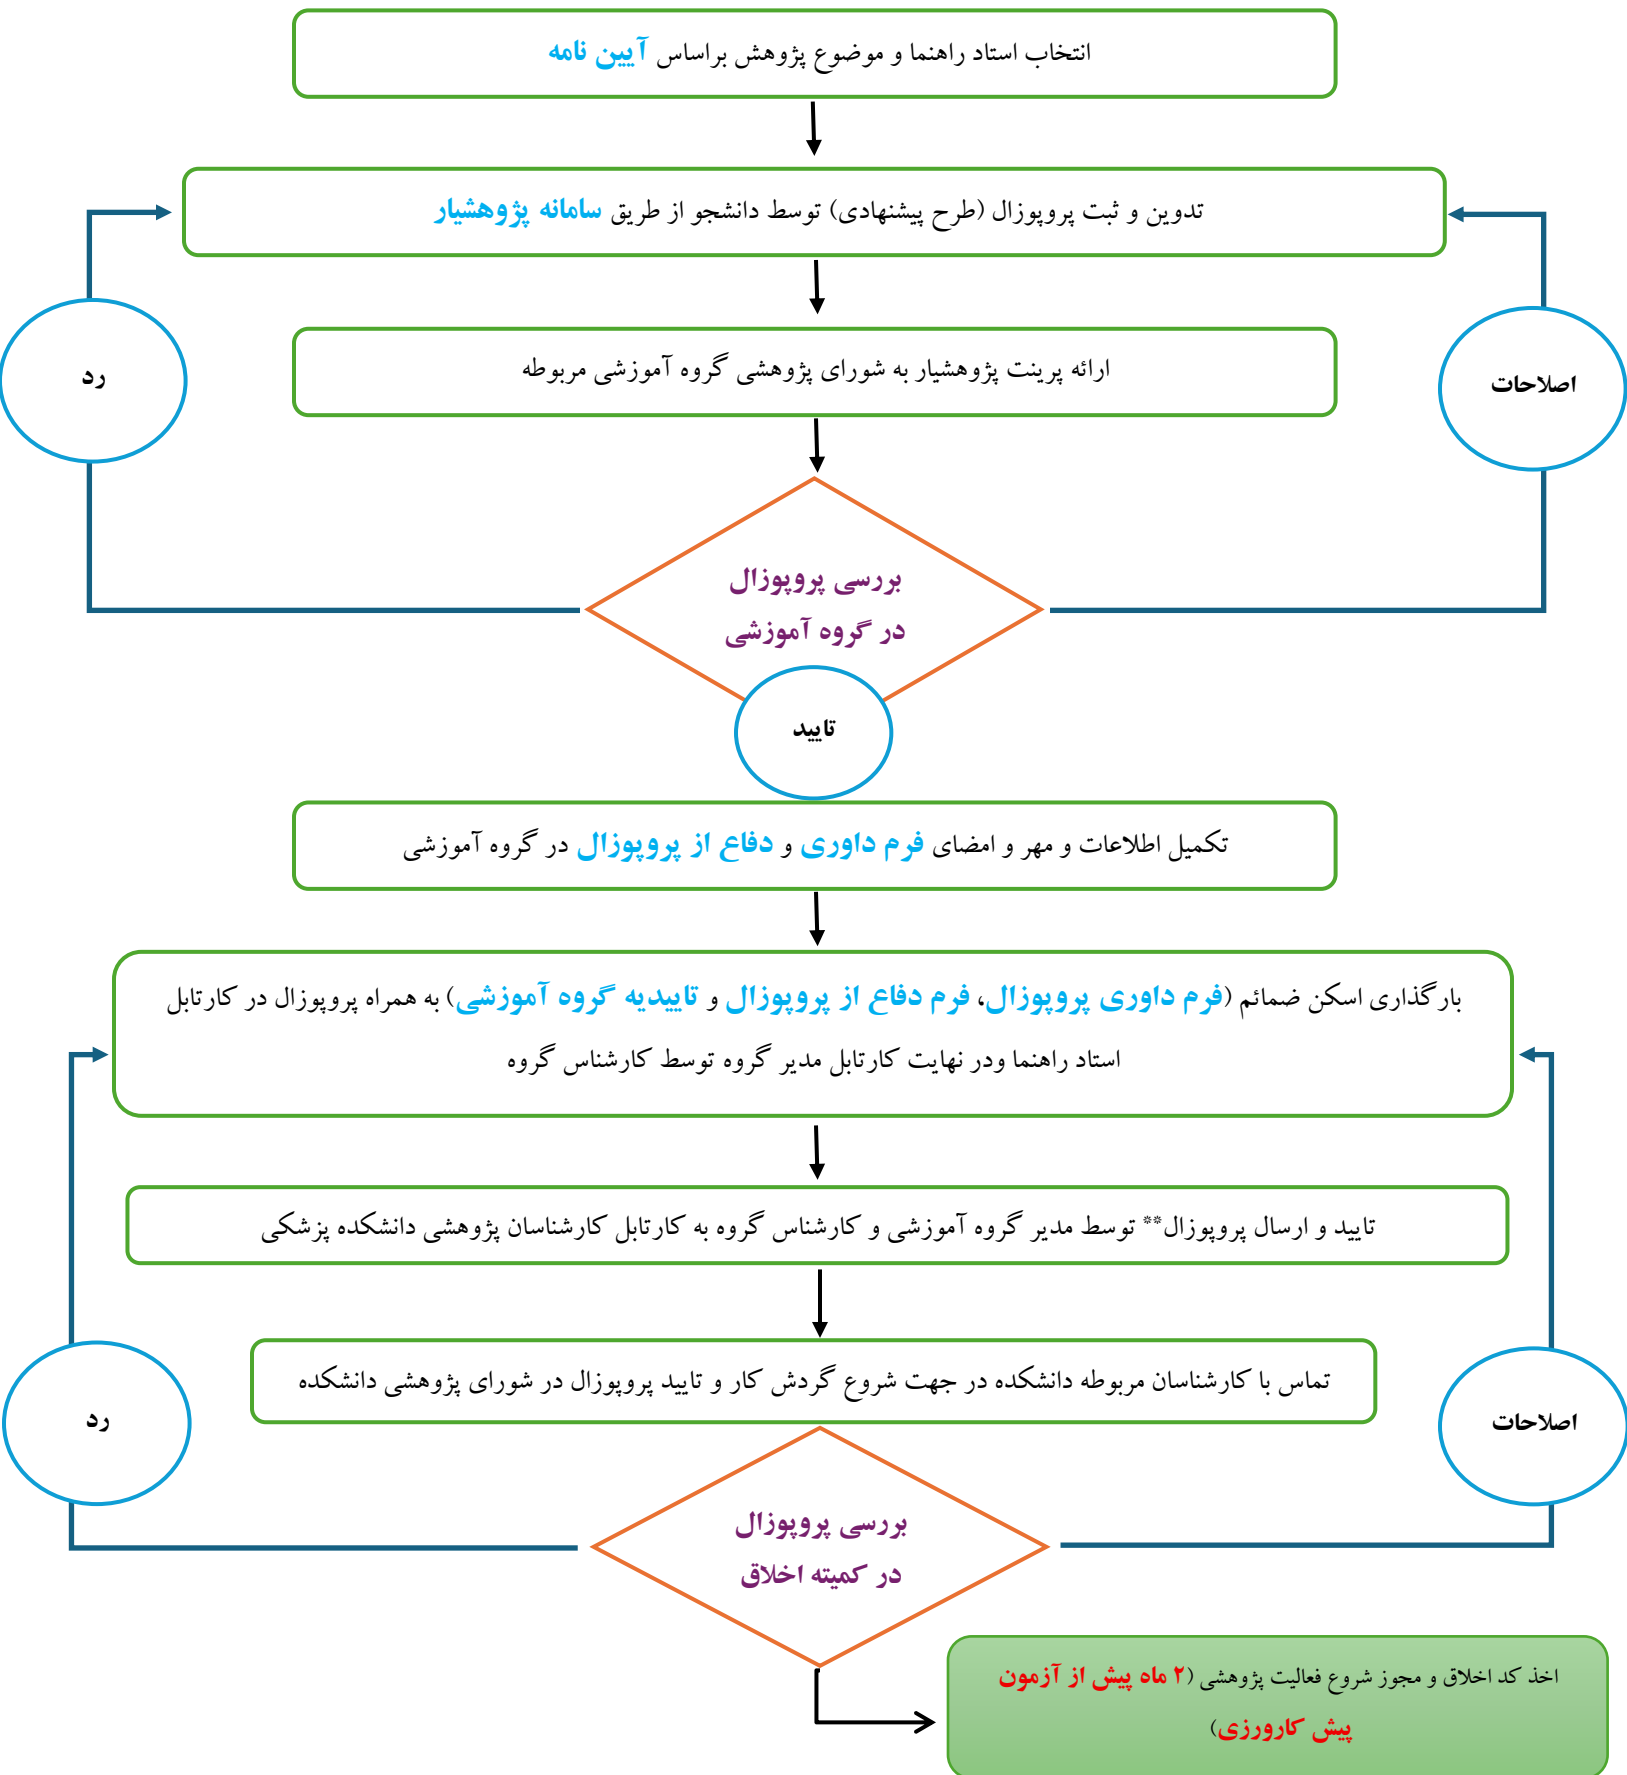 انتخاب استاد راهنما و موضوع پژوهش براساس آیین نامه
تدوین و ثبت پروپوزال (طرح پیشنهادی) توسط دانشجو از طریق سامانه پژوهشیار
ارائه پرینت پژوهشیار به شورای پژوهشی گروه آموزشی مربوطه
اصلاحات
رد
بررسی پروپوزال
در گروه آموزشی
تایید
تکمیل اطلاعات و مهر و امضای فرم داوری و دفاع از پروپوزال در گروه آموزشی
بارگذاری اسکن ضمائم (فرم داوری پروپوزال، فرم دفاع از پروپوزال و تاییدیه گروه آموزشی) به همراه پروپوزال در کارتابل
استاد راهنما ودر نهایت کارتابل مدیر گروه توسط کارشناس گروه
تایید و ارسال پروپوزال** توسط مدیر گروه آموزشی و کارشناس گروه به کارتابل کارشناسان پژوهشی دانشکده پزشکی
تماس با کارشناسان مربوطه دانشکده در جهت شروع گردش کار و تایید پروپوزال در شورای پژوهشی دانشکده
اصلاحات
رد
بررسی پروپوزال
در کمیته اخلاق
اخذ کد اخلاق و مجوز شروع فعالیت پژوهشی (۲ ماه پیش از آزمون
پیش کارورزی)